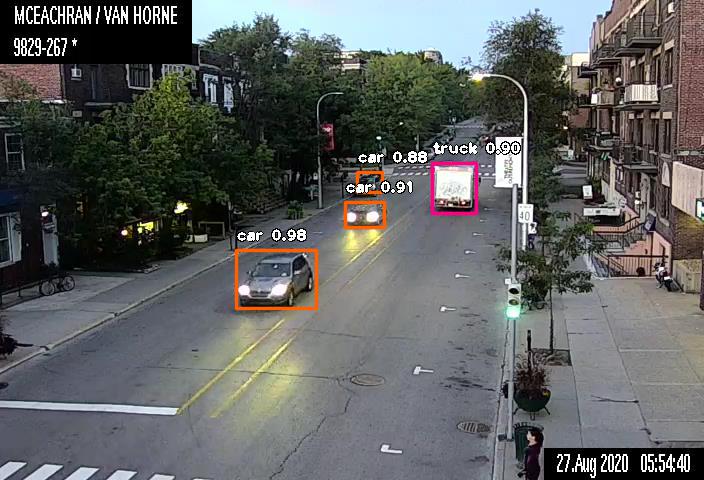 MCEACHRAN / VAN HORNE
9829-267 *
car 0.88
truck 0.90
car 0.91
car 0.98
40
27.Aug 2020 05:54:40